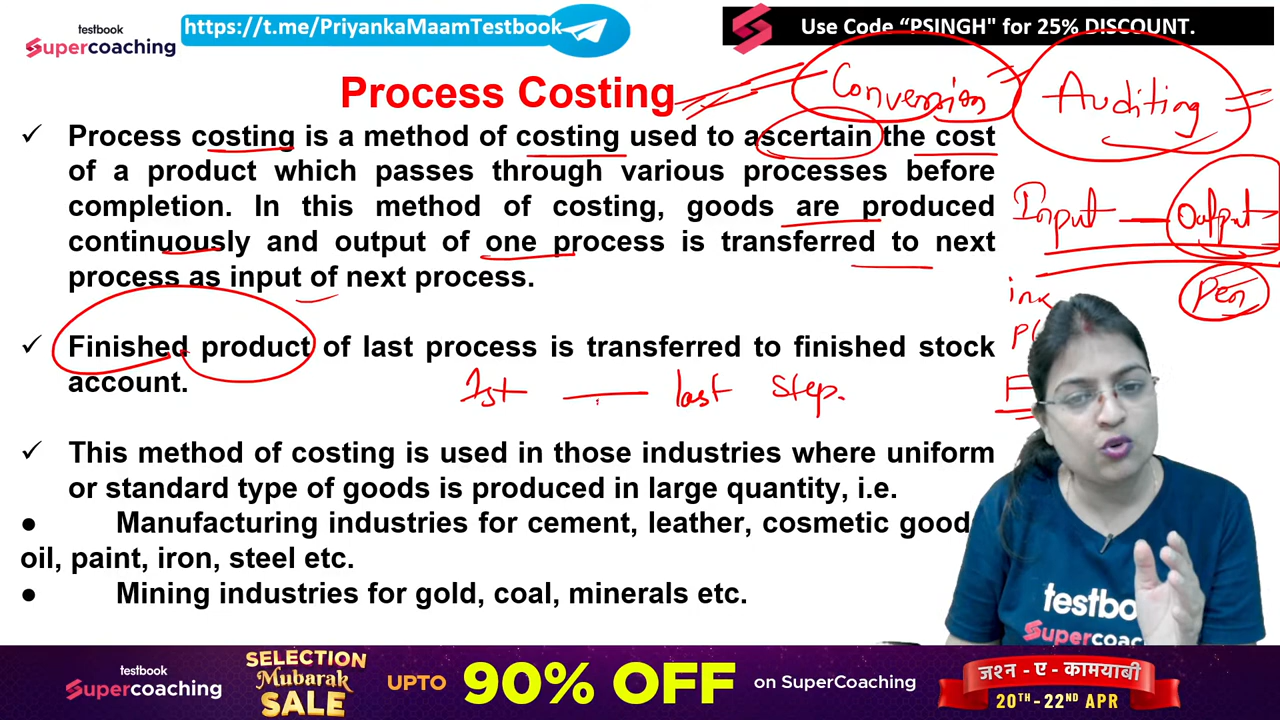 testbook
Supercoaching
https://t.me/PriyankaMaamTestbook
Use Code “PSINGH" for 25% DISCOUNT.
Process Costing
Conversion
Auditing
✓ Process costing is a method of costing used to ascertain the cost
of a product which passes through various processes before
completion. In this method of costing, goods are produced
continuously and output of one process is transferred to next
process as input of next process.
Input — Output
Pen
✓ Finished product of last process is transferred to finished stock
account.
1st — last step.
✓ This method of costing is used in those industries where uniform
or standard type of goods is produced in large quantity, i.e.
● Manufacturing industries for cement, leather, cosmetic good
oil, paint, iron, steel etc.
● Mining industries for gold, coal, minerals etc.
testbo
Supercoac
testbook
Supercoaching
SELECTION
Mubarak
SALE
UPTO 90% OFF on SuperCoaching
जश्न - ए - कामयाबी
20TH-22ND APR